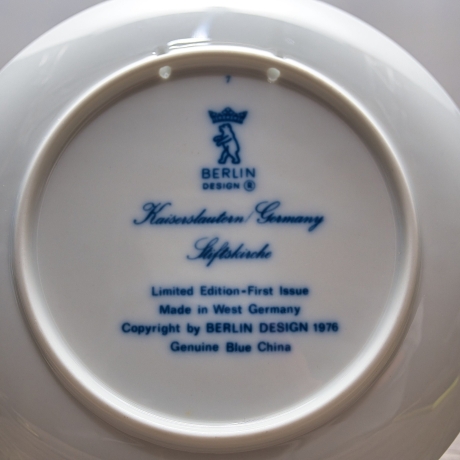 7
BERLIN
DESIGN ®
Kaiserslautern/Germany
Stiftskirche
Limited Edition-First Issue
Made in West Germany
Copyright by BERLIN DESIGN 1976
Genuine Blue China